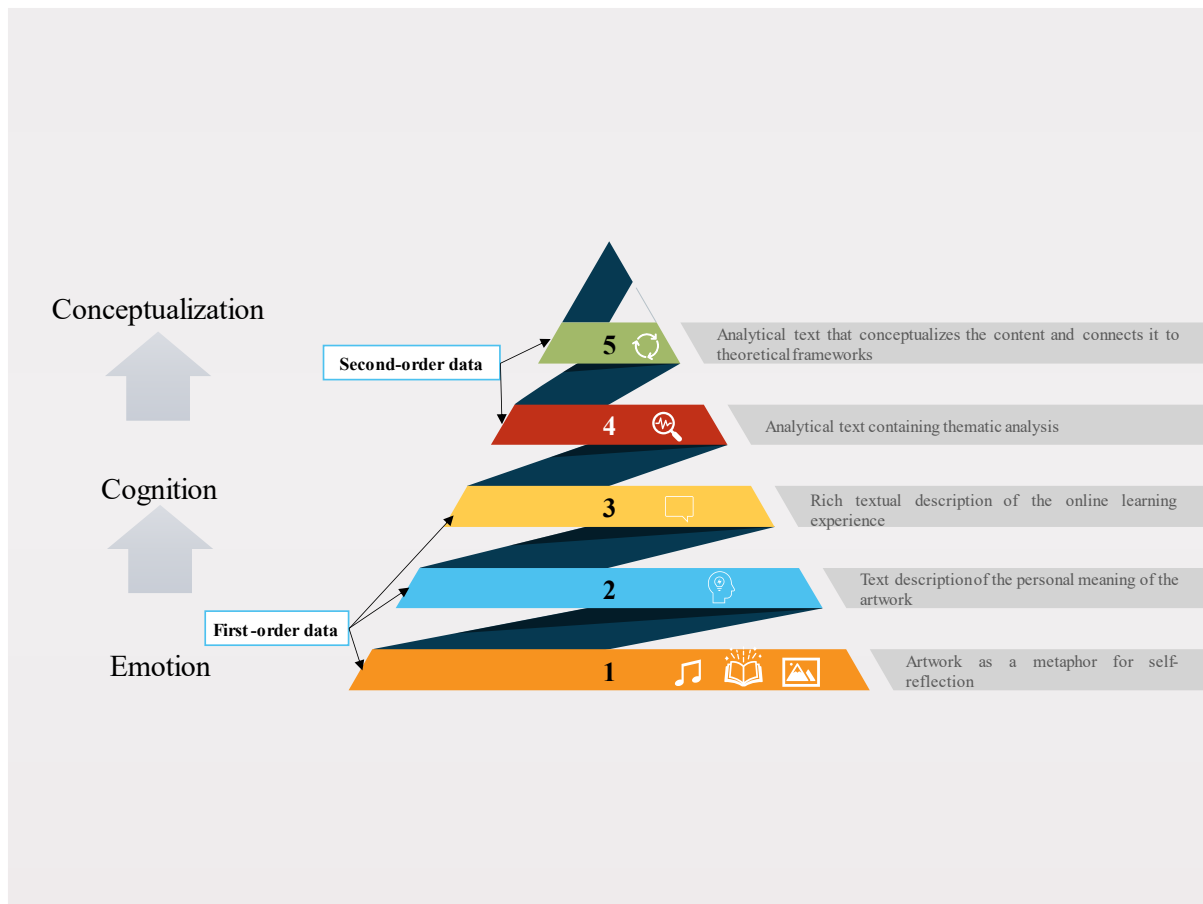 Conceptualization
Second-order data
5
Analytical text that conceptualizes the content and connects it to
theoretical frameworks
4
Analytical text containing thematic analysis
Cognition
3
Rich textual description of the online learning
experience
2
Text description of the personal meaning of the
artwork
First-order data
Emotion
1
Artwork as a metaphor for self-
reflection